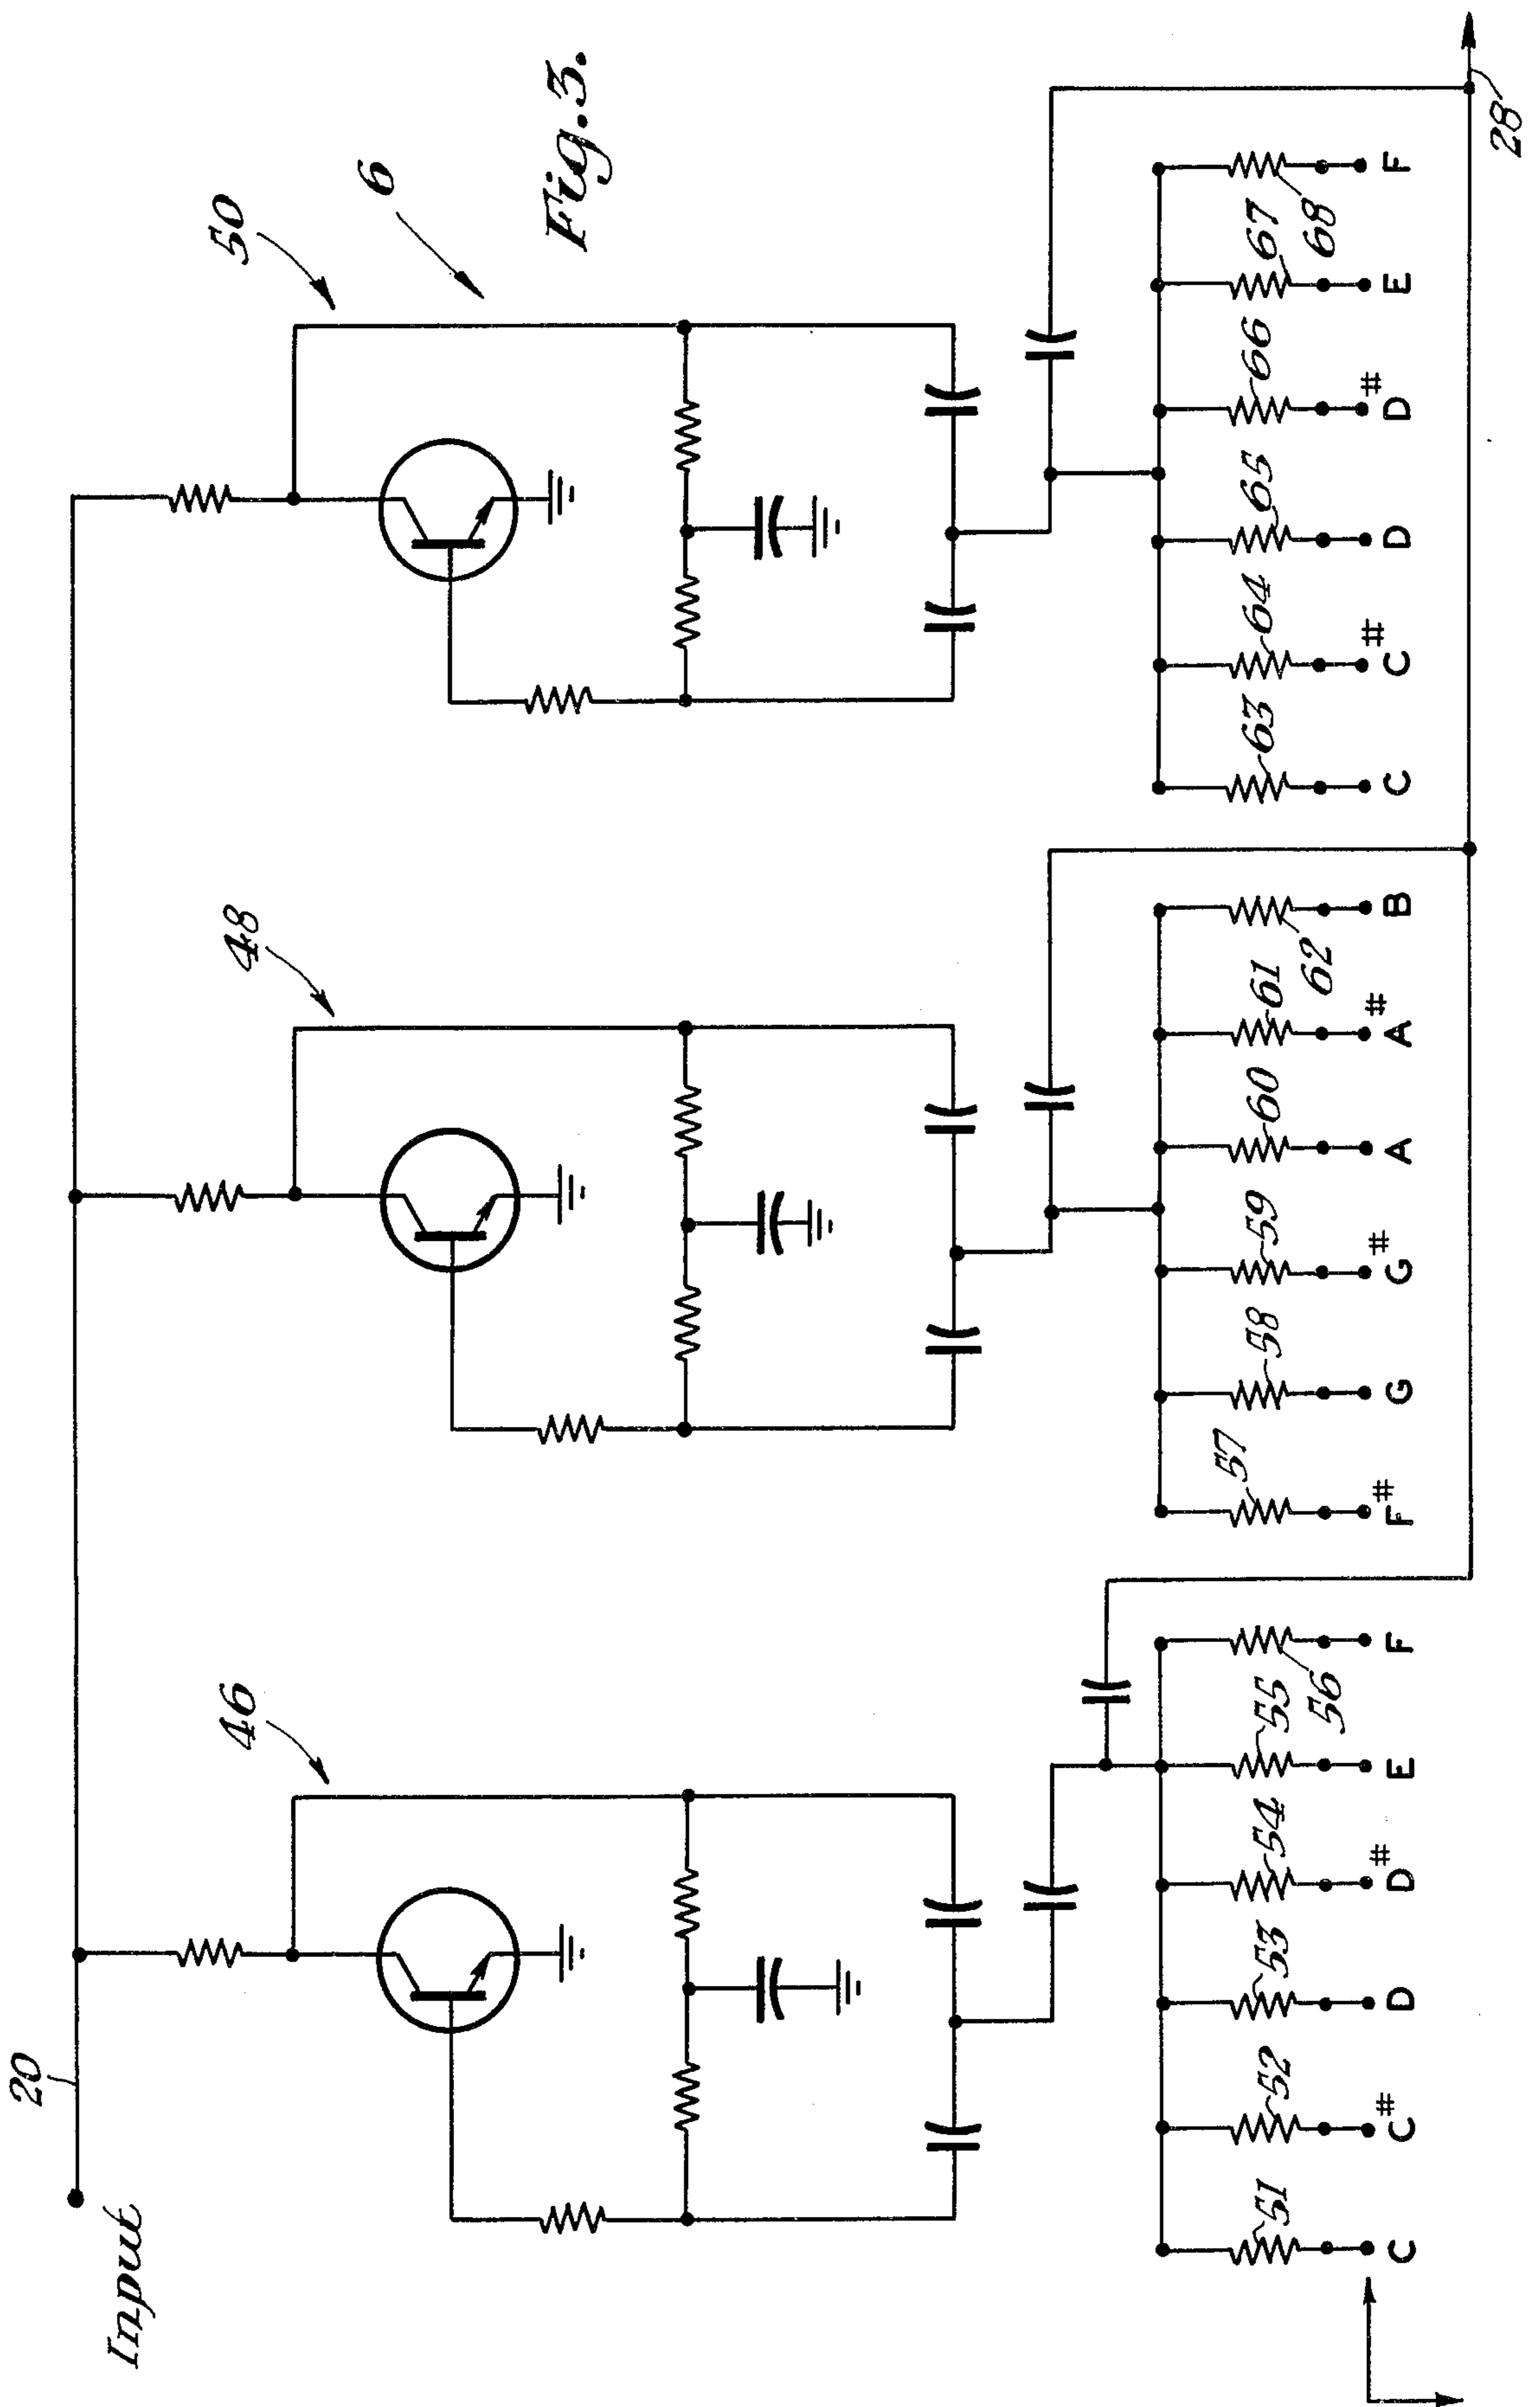 Fig.3.
6
50
48
46
20
Input
51 52 53 54 55 56
C C# D D# E F
57 58 59 60 61 62
F# G G# A A# B
63 64 65 66 67 68
C C# D D# E F
28